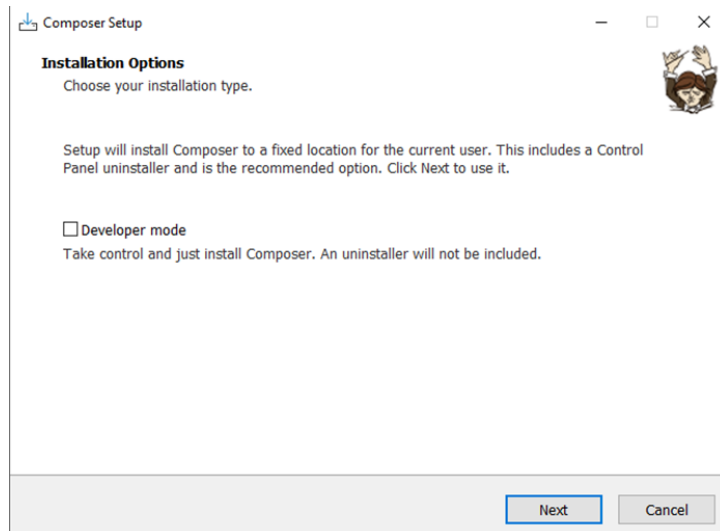 Composer Setup
Installation Options
Choose your installation type.
Setup will install Composer to a fixed location for the current user. This includes a Control
Panel uninstaller and is the recommended option. Click Next to use it.
Developer mode
Take control and just install Composer. An uninstaller will not be included.
Next
Cancel